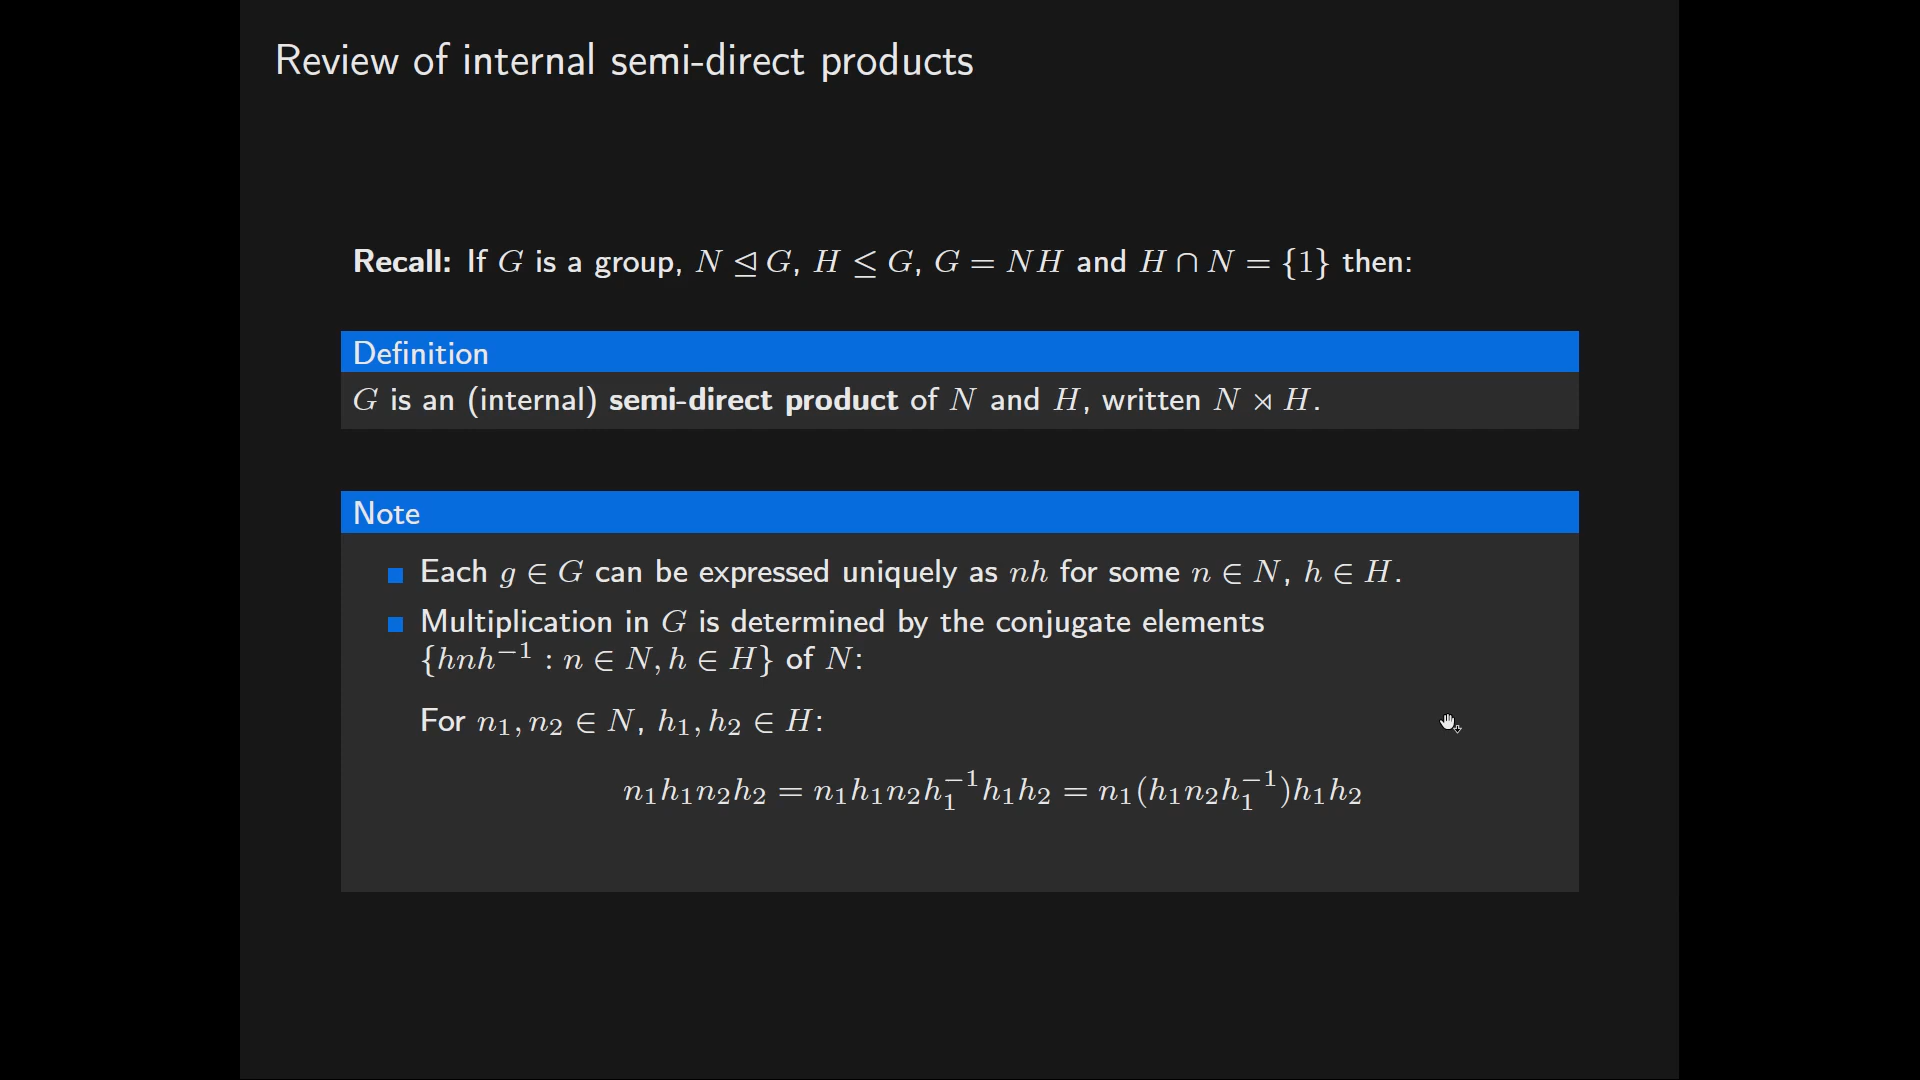 Review of internal semi-direct products
Recall: If G is a group, N ⊴ G, H ≤ G, G = NH and H ∩ N = {1} then:
Definition
G is an (internal) semi-direct product of N and H, written N ⋊ H.
Note
Each g ∈ G can be expressed uniquely as nh for some n ∈ N, h ∈ H.
Multiplication in G is determined by the conjugate elements
{hnh⁻¹ : n ∈ N, h ∈ H} of N:
For n₁, n₂ ∈ N, h₁, h₂ ∈ H:
n₁h₁n₂h₂ = n₁h₁n₂h₁⁻¹h₁h₂ = n₁(h₁n₂h₁⁻¹)h₁h₂